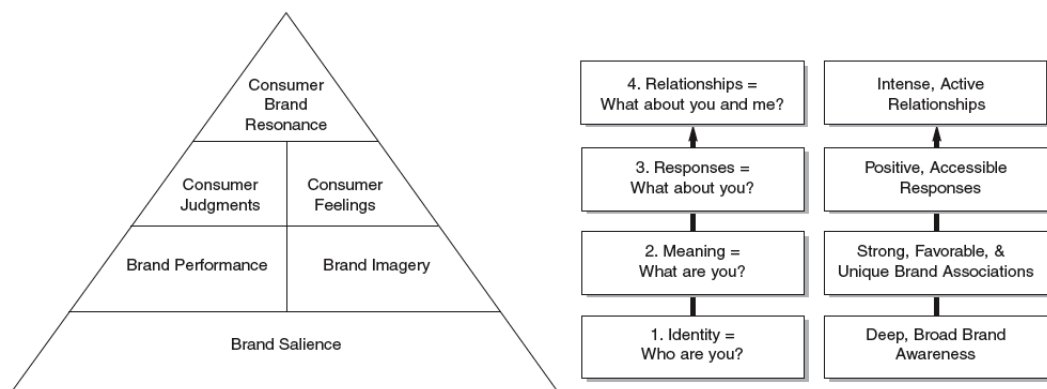 Consumer
Brand
Resonance
Consumer
Judgments
Consumer
Feelings
Brand Performance
Brand Imagery
Brand Salience
4. Relationships =
What about you and me?
3. Responses =
What about you?
2. Meaning =
What are you?
1. Identity =
Who are you?
Intense, Active
Relationships
Positive, Accessible
Responses
Strong, Favorable, &
Unique Brand Associations
Deep, Broad Brand
Awareness